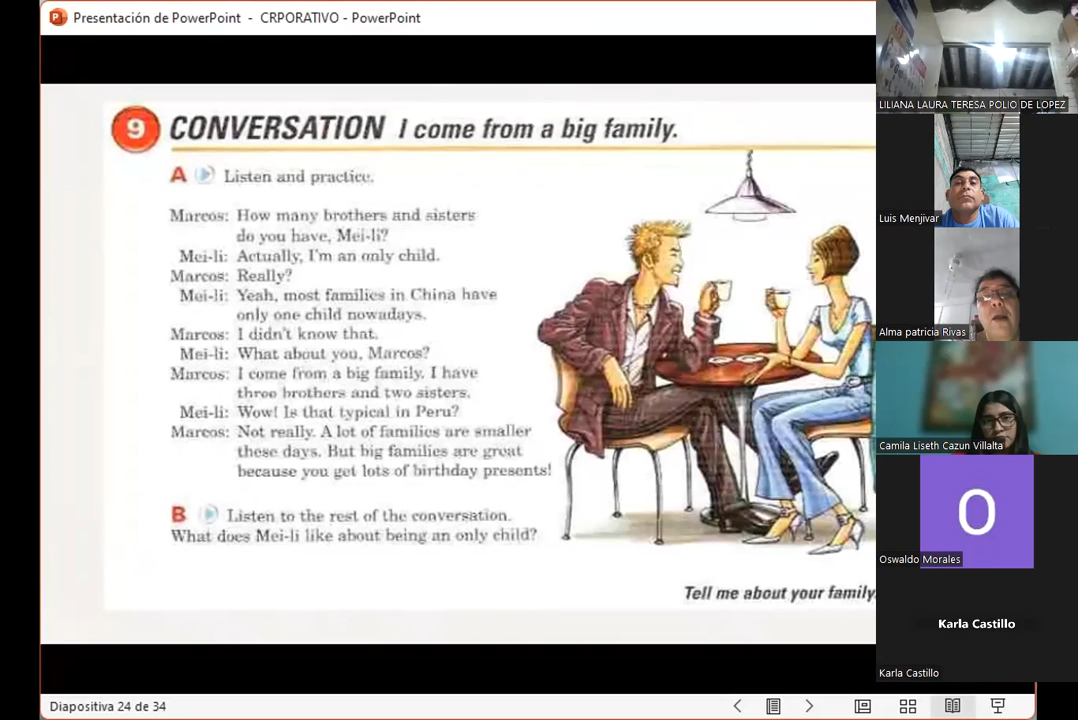 Presentación de PowerPoint - CRPORATIVO - PowerPoint
9 CONVERSATION I come from a big family.
A Listen and practice.
Marcos: How many brothers and sisters
do you have, Mei-li?
Mei-li: Actually, I'm an only child.
Marcos: Really?
Mei-li: Yeah, most families in China have
only one child nowadays.
Marcos: I didn't know that.
Mei-li: What about you, Marcos?
Marcos: I come from a big family. I have
three brothers and two sisters.
Mei-li: Wow! Is that typical in Peru?
Marcos: Not really. A lot of families are smaller
these days. But big families are great
because you get lots of birthday presents!
B Listen to the rest of the conversation.
What does Mei-li like about being an only child?
Tell me about your family.
Diapositiva 24 de 34
LILIANA LAURA TERESA POLIO DE LOPEZ
Luis Menjivar
Alma patricia Rivas
Camila Liseth Cazun Villalta
O
Oswaldo Morales
Karla Castillo
Karla Castillo